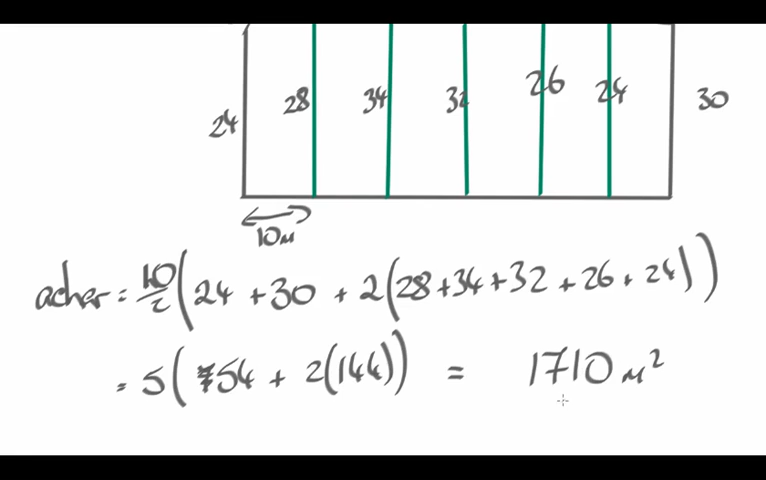 24 28 34 32 26 24 30
10m
acher = 10/2 (24 + 30 + 2(28+34+32+26+24))
= 5(54 + 2(144)) = 1710 m²